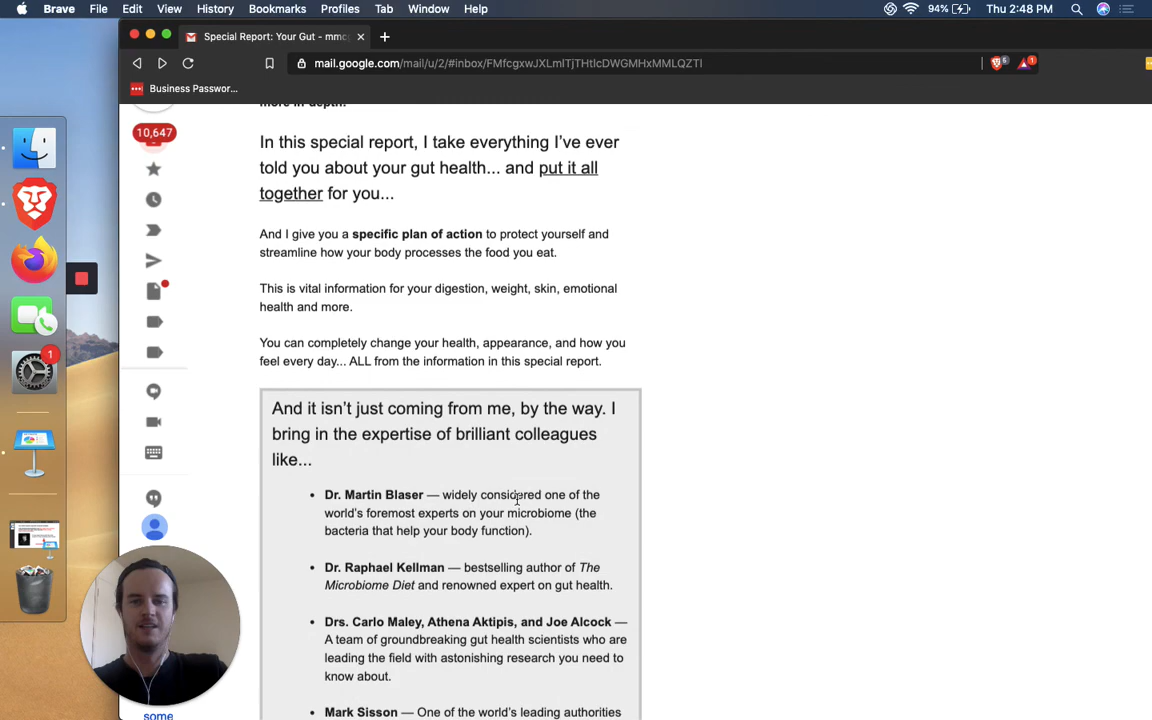 Brave File Edit View History Bookmarks Profiles Tab Window Help 94% Thu 2:48 PM
Special Report: Your Gut - mmc
mail.google.com/mail/u/2/#inbox/FMfcgxwJXLmlTjTHtlcDWGMHxMMLQZTl 5 1
Business Passwor...
more in-depth.
10,647
In this special report, I take everything I've ever
told you about your gut health... and put it all
together for you...
And I give you a specific plan of action to protect yourself and
streamline how your body processes the food you eat.
This is vital information for your digestion, weight, skin, emotional
health and more.
You can completely change your health, appearance, and how you
feel every day... ALL from the information in this special report.
1
And it isn't just coming from me, by the way. I
bring in the expertise of brilliant colleagues
like...
• Dr. Martin Blaser — widely considered one of the
world's foremost experts on your microbiome (the
bacteria that help your body function).
• Dr. Raphael Kellman — bestselling author of The
Microbiome Diet and renowned expert on gut health.
• Drs. Carlo Maley, Athena Aktipis, and Joe Alcock —
A team of groundbreaking gut health scientists who are
leading the field with astonishing research you need to
know about.
• Mark Sisson — One of the world's leading authorities
some